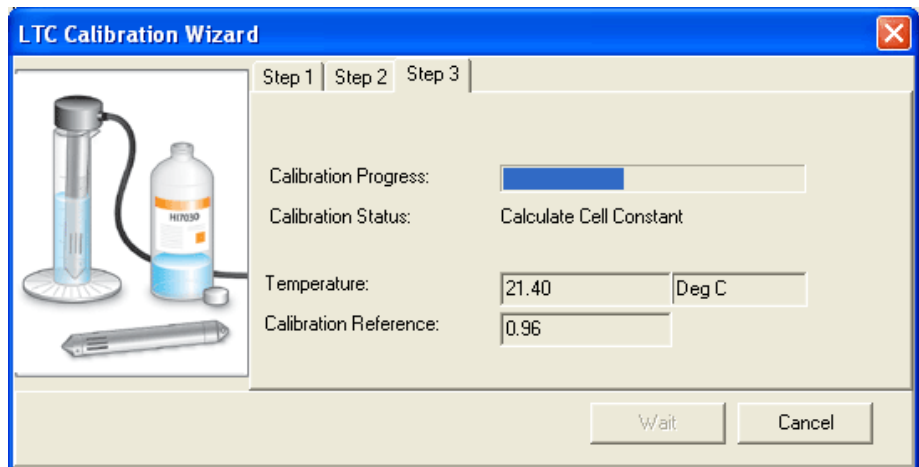 LTC Calibration Wizard
Step 1 Step 2 Step 3
HI7030
Calibration Progress:
Calibration Status: Calculate Cell Constant
Temperature: 21.40 Deg C
Calibration Reference: 0.96
Wait Cancel